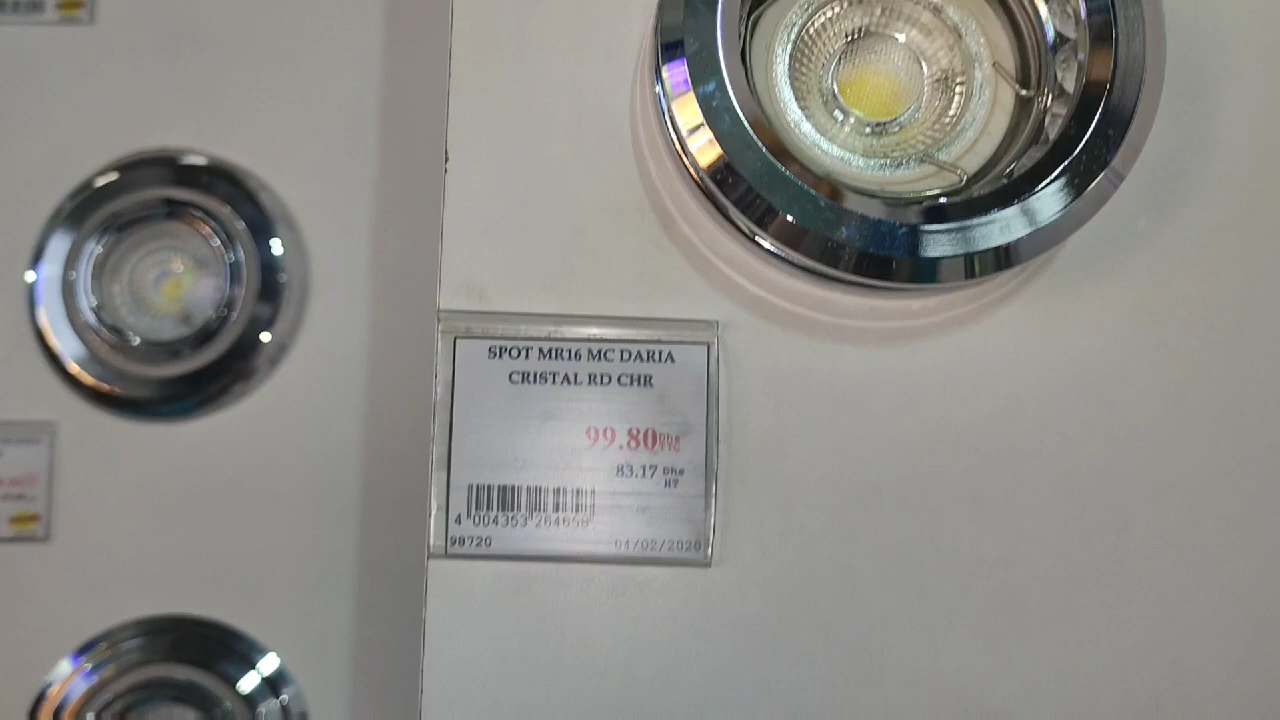 SPOT MR16 MC DARIA
CRISTAL RD CHR
99.80 Dhs TTC
83.17 Dhs HT
4 004353 264658
98720
04/02/2020